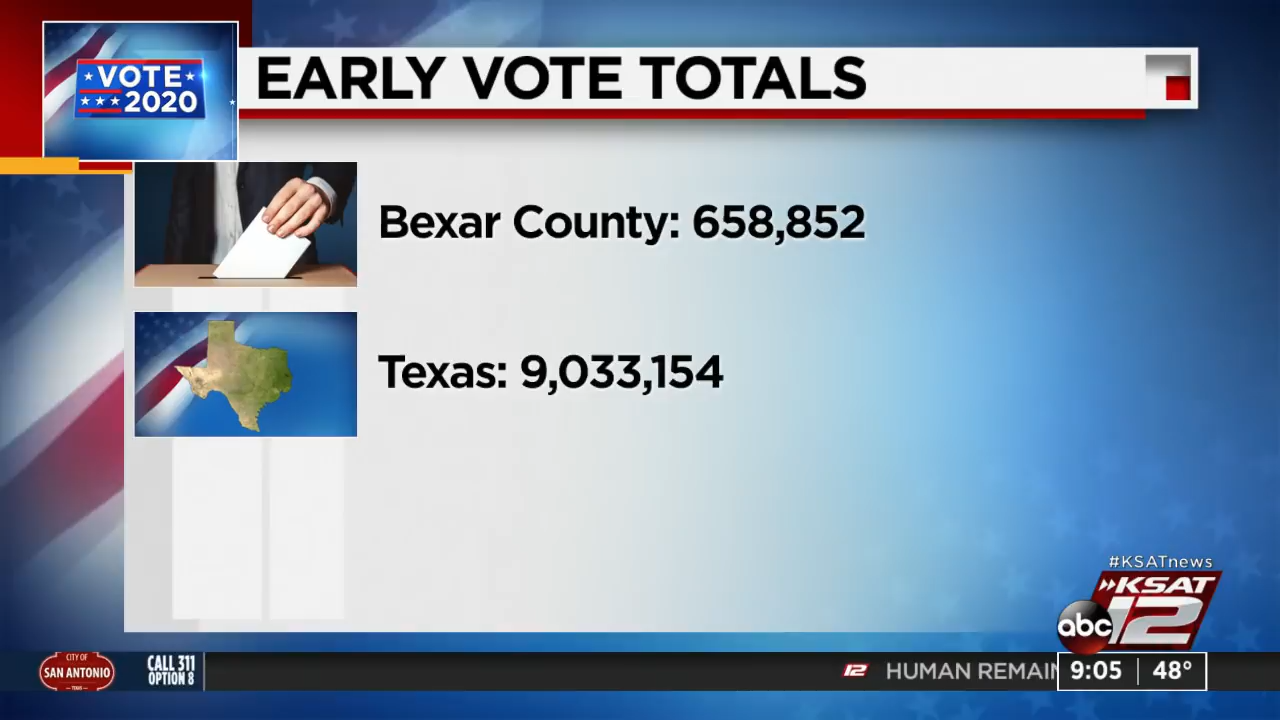 VOTE
2020
EARLY VOTE TOTALS
Bexar County: 658,852
Texas: 9,033,154
#KSATnews
KSAT
abc 12
CITY OF
SAN ANTONIO
TEXAS
CALL 311
OPTION 8
12 HUMAN REMAIN
9:05 48°